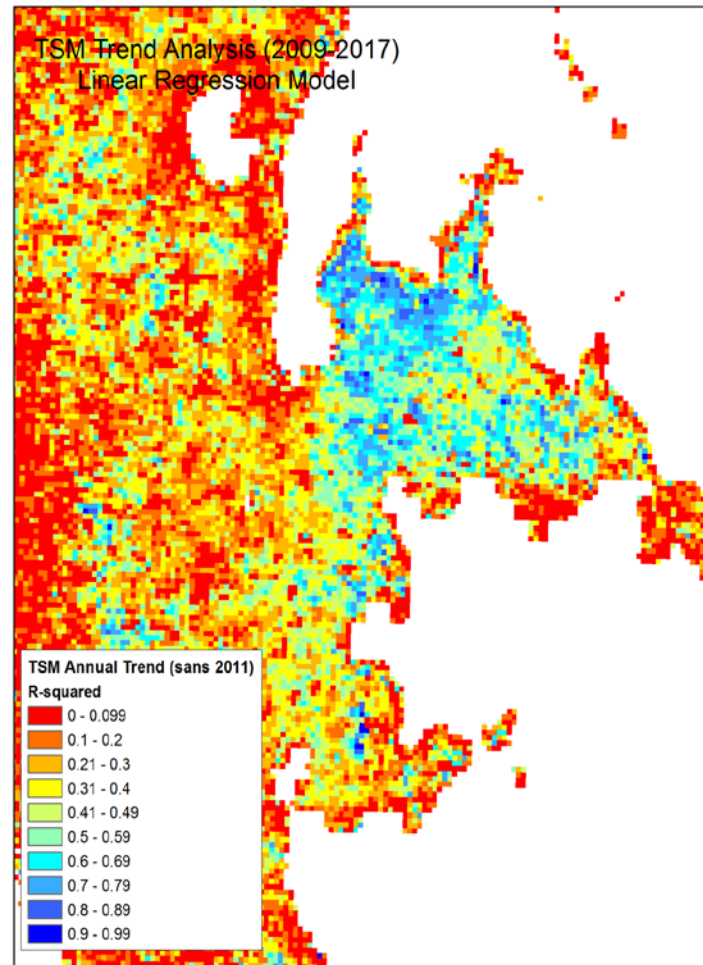 TSM Trend Analysis (2009-2017)
Linear Regression Model
TSM Annual Trend (sans 2011)
R-squared
0 - 0.099
0.1 - 0.2
0.21 - 0.3
0.31 - 0.4
0.41 - 0.49
0.5 - 0.59
0.6 - 0.69
0.7 - 0.79
0.8 - 0.89
0.9 - 0.99